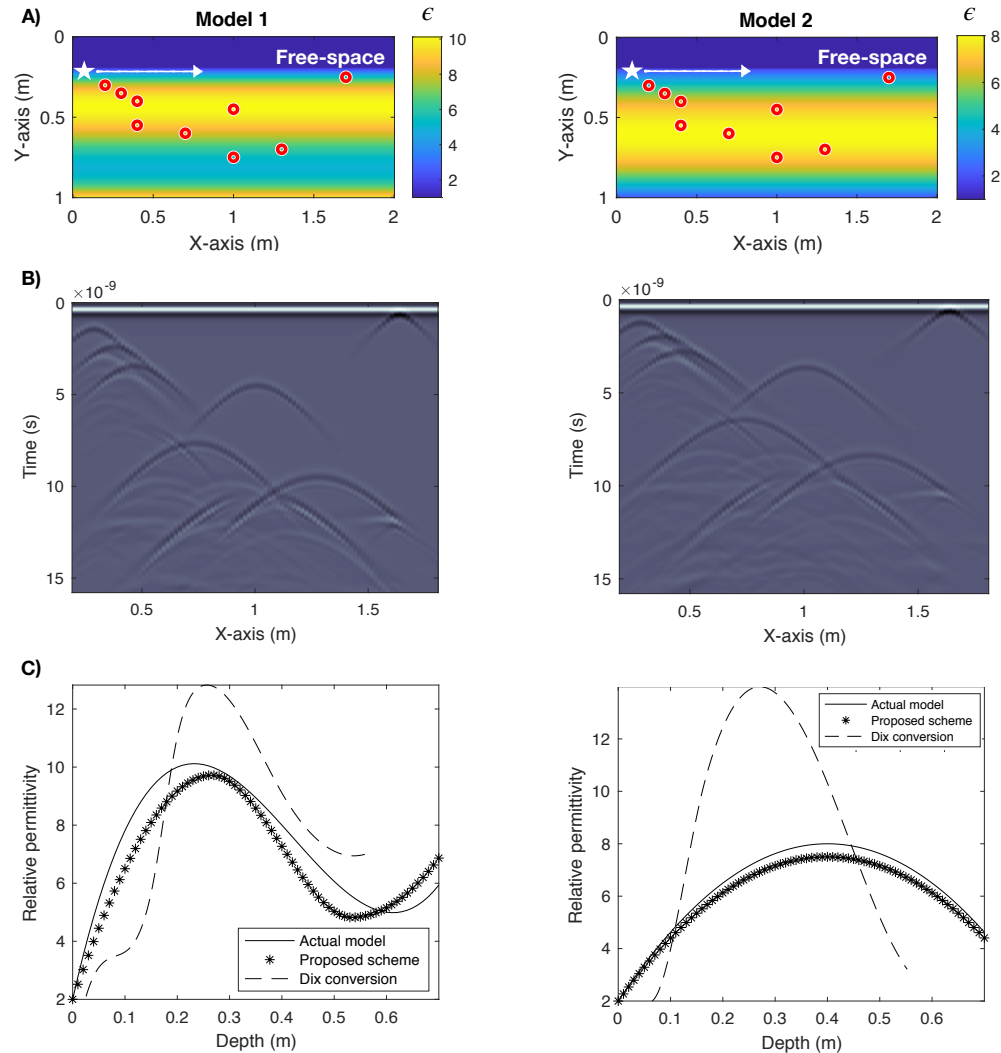 A)
Model 1
ϵ
Free-space
0
0.5
1
Y-axis (m)
0 0.5 1 1.5 2
X-axis (m)
10
8
6
4
2
Model 2
ϵ
Free-space
0
0.5
1
Y-axis (m)
0 0.5 1 1.5 2
X-axis (m)
8
6
4
2
B)
×10⁻⁹
0
5
10
15
Time (s)
0.5 1 1.5
X-axis (m)
×10⁻⁹
0
5
10
15
Time (s)
0.5 1 1.5
X-axis (m)
C)
12
10
8
6
4
2
Relative permittivity
Actual model
Proposed scheme
Dix conversion
0 0.1 0.2 0.3 0.4 0.5 0.6 0.7
Depth (m)
12
10
8
6
4
2
Relative permittivity
Actual model
Proposed scheme
Dix conversion
0 0.1 0.2 0.3 0.4 0.5 0.6 0.7
Depth (m)